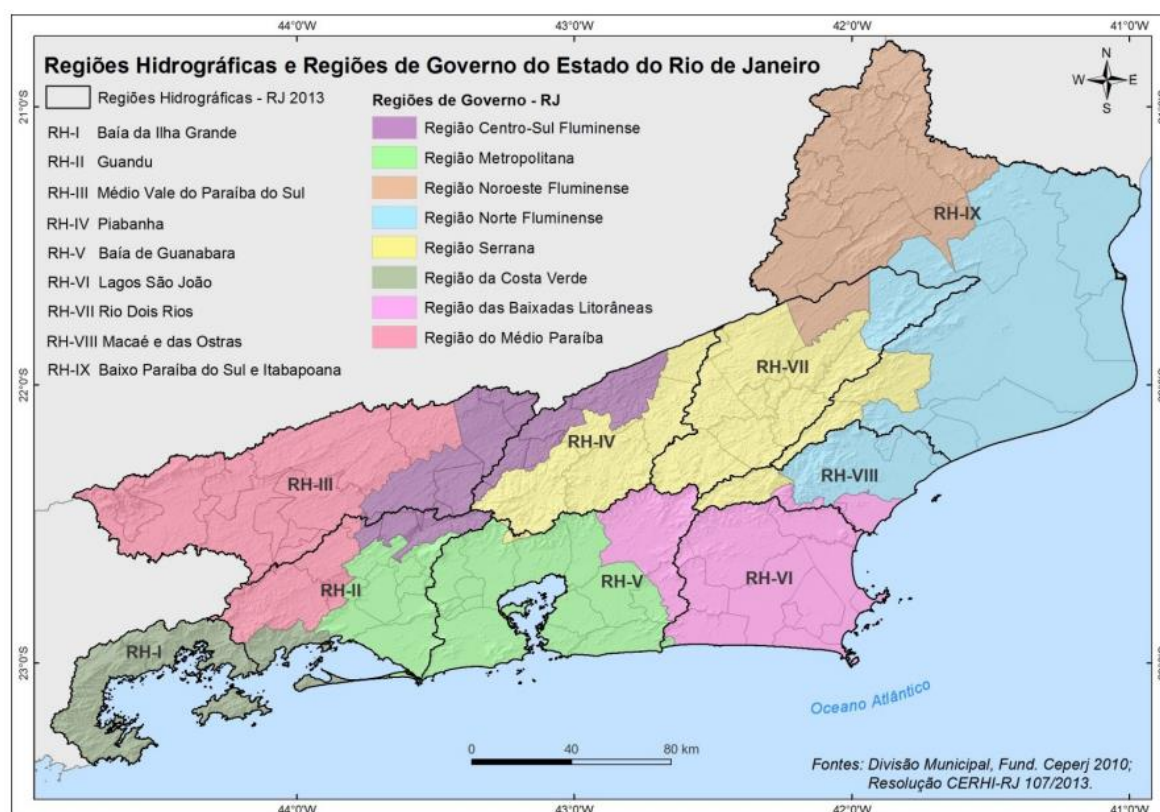 44°0'W 43°0'W 42°0'W 41°0'W
Regiões Hidrográficas e Regiões de Governo do Estado do Rio de Janeiro
N
W E
S
Regiões Hidrográficas - RJ 2013
RH-I Baía da Ilha Grande
RH-II Guandu
RH-III Médio Vale do Paraíba do Sul
RH-IV Piabanha
RH-V Baía de Guanabara
RH-VI Lagos São João
RH-VII Rio Dois Rios
RH-VIII Macaé e das Ostras
RH-IX Baixo Paraíba do Sul e Itabapoana
Regiões de Governo - RJ
Região Centro-Sul Fluminense
Região Metropolitana
Região Noroeste Fluminense
Região Norte Fluminense
Região Serrana
Região da Costa Verde
Região das Baixadas Litorâneas
Região do Médio Paraíba
21°0'S
22°0'S
23°0'S
RH-IX
RH-VII
RH-IV
RH-VIII
RH-III
RH-V
RH-VI
RH-II
RH-I
Oceano Atlântico
0 40 80 km
Fontes: Divisão Municipal, Fund. Ceperj 2010;
Resolução CERHI-RJ 107/2013.
44°0'W 43°0'W 42°0'W 41°0'W